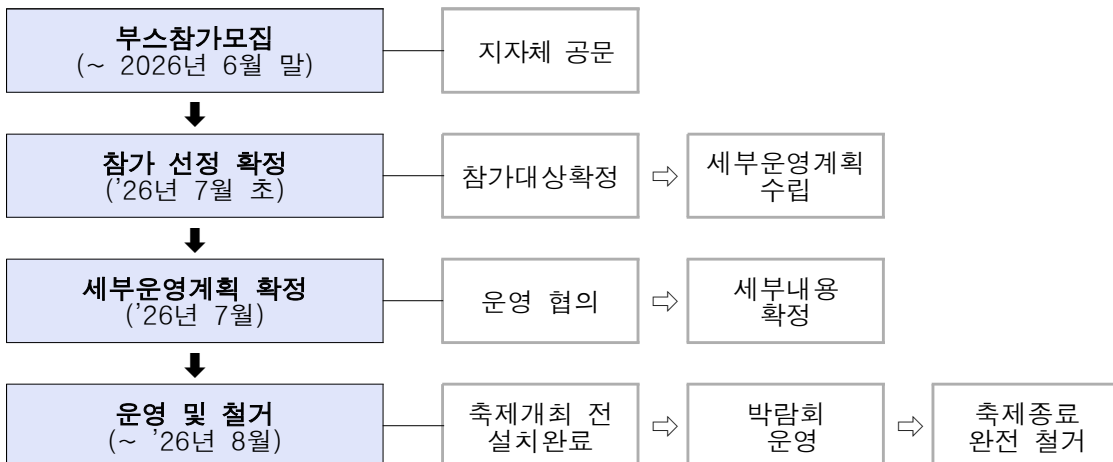 부스참가모집
(~ 2026년 6월 말)
지자체 공문
참가 선정 확정
('26년 7월 초)
참가대상확정
세부운영계획
수립
세부운영계획 확정
('26년 7월)
운영 협의
세부내용
확정
운영 및 철거
(~ '26년 8월)
축제개최 전
설치완료
박람회
운영
축제종료
완전 철거